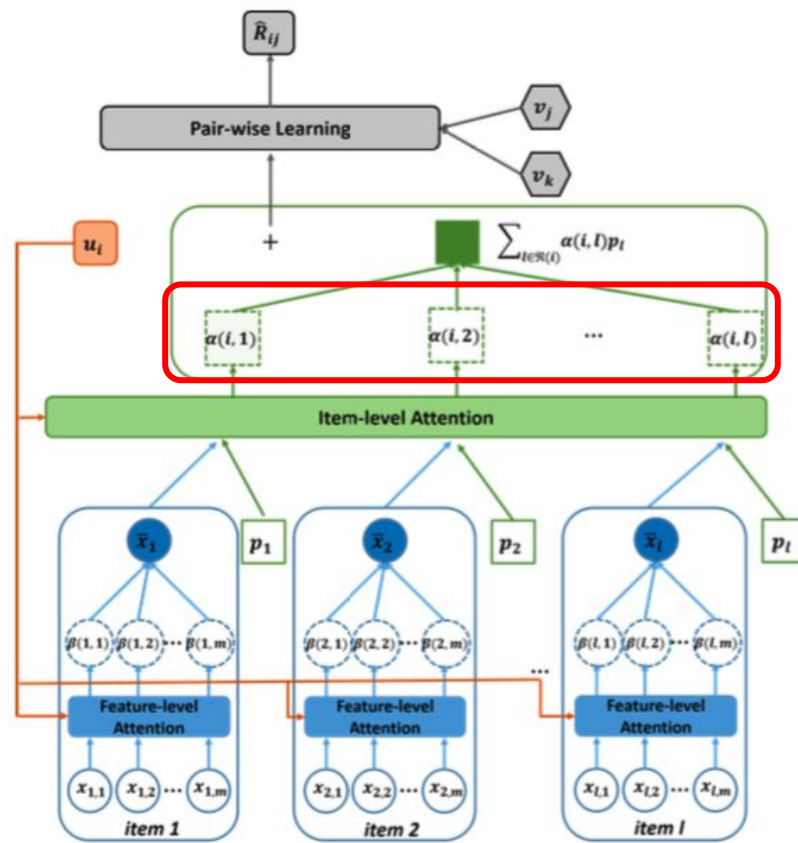 R̂ij
Pair-wise Learning
vj
vk
ui
+
∑l∈ℜ(i) α(i, l)pl
α(i, 1)
α(i, 2)
...
α(i, l)
Item-level Attention
x̄1
p1
x̄2
p2
x̄l
pl
β(1, 1) β(1, 2) ··· β(1, m)
β(2, 1) β(2, 2) ··· β(2, m)
β(l, 1) β(l, 2) ··· β(l, m)
...
Feature-level
Attention
Feature-level
Attention
Feature-level
Attention
x1,1 x1,2 ··· x1,m
x2,1 x2,2 ··· x2,m
xl,1 xl,2 ··· xl,m
item 1
item 2
item l